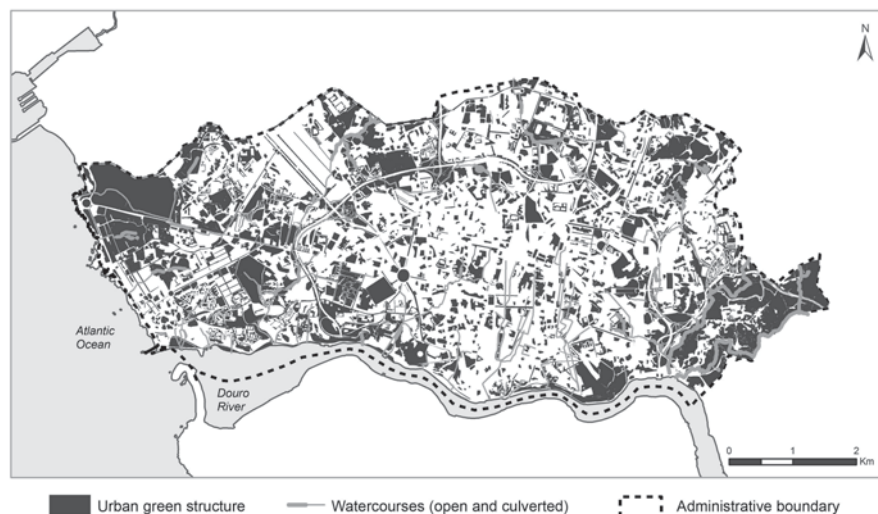 N
Atlantic
Ocean
Douro
River
0 1 2
Km
Urban green structure Watercourses (open and culverted) Administrative boundary